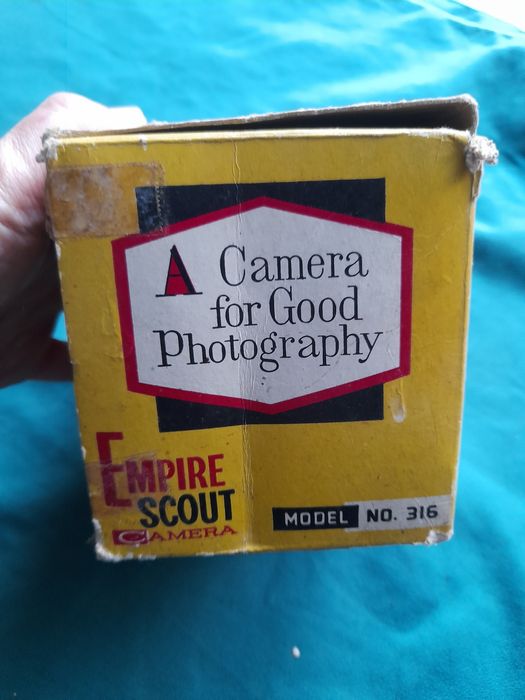 A Camera
for Good
Photography
EMPIRE
SCOUT
CAMERA
MODEL NO. 316